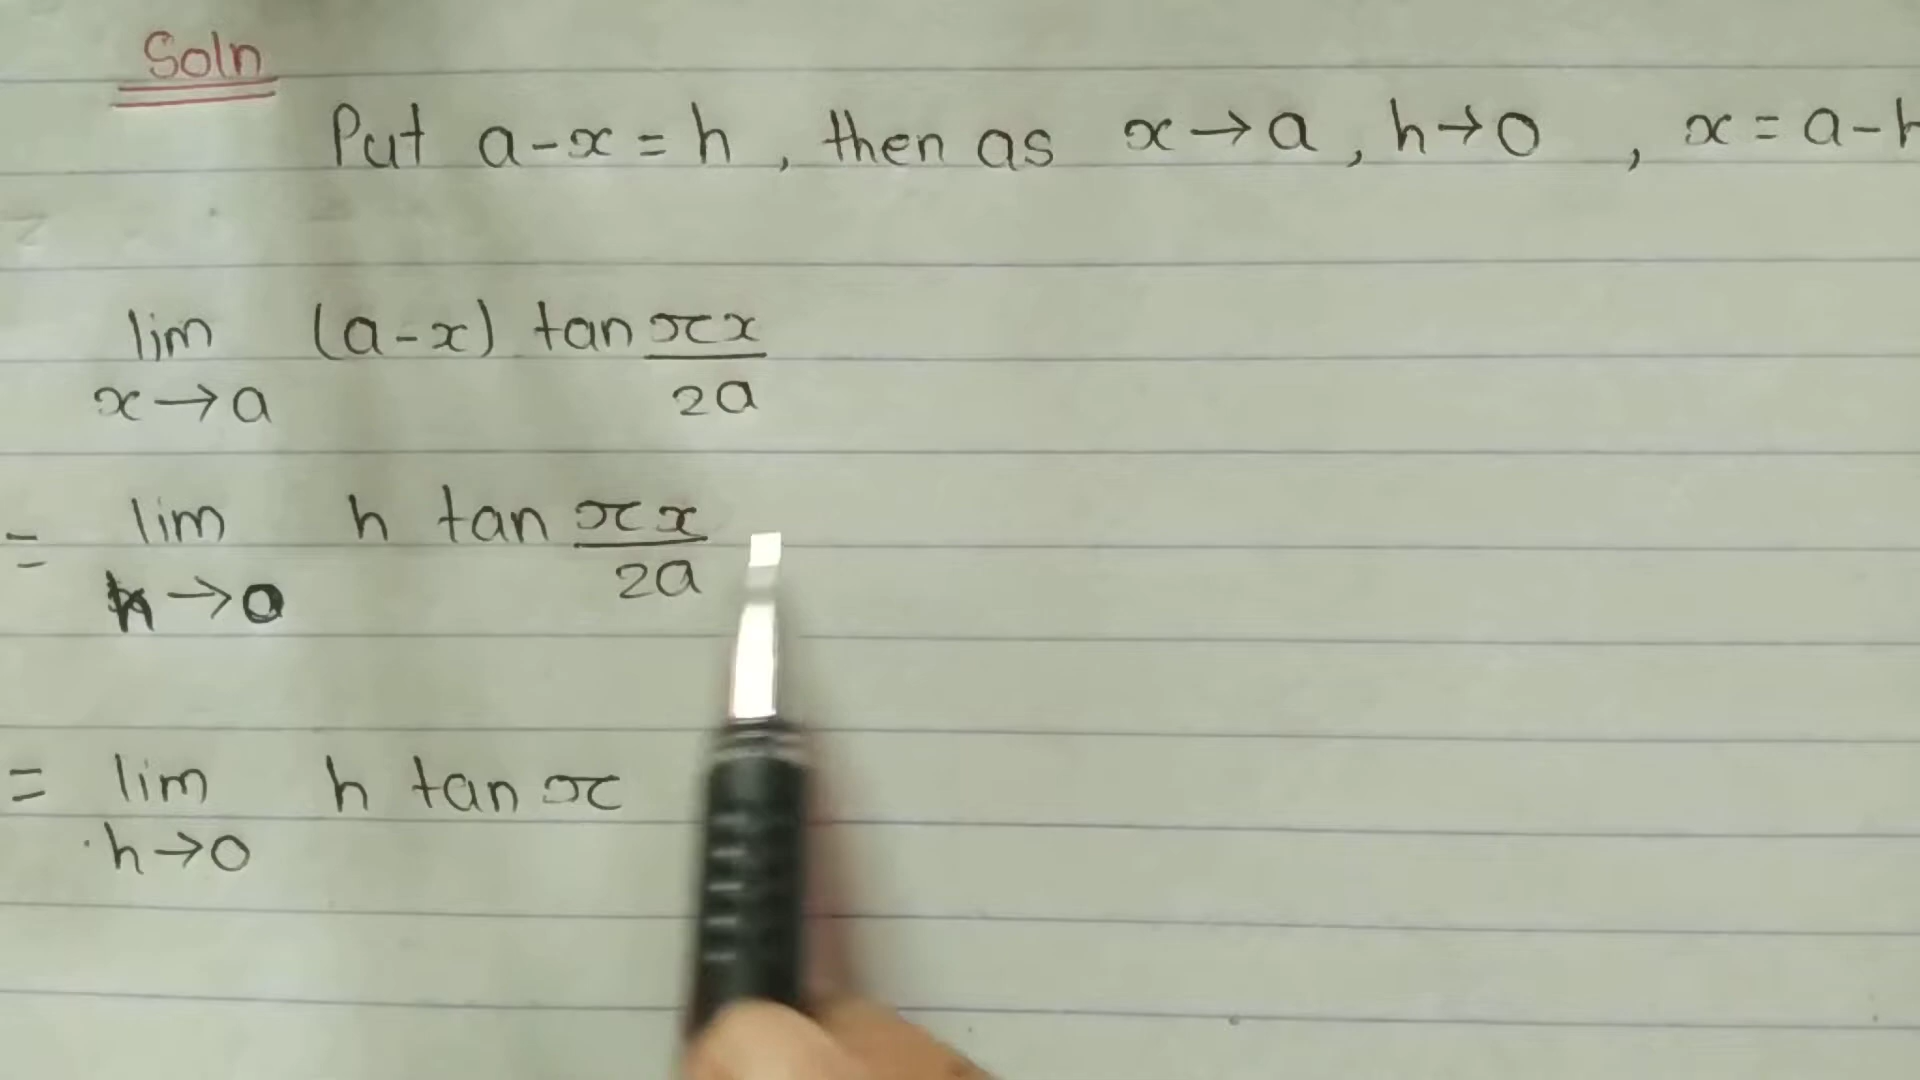 Soln
Put a-x = h, then as x→a, h→0, x = a-h
lim (a-x) tan πx
x→a 2a
= lim h tan πx
h→0 2a
= lim h tan π
h→0